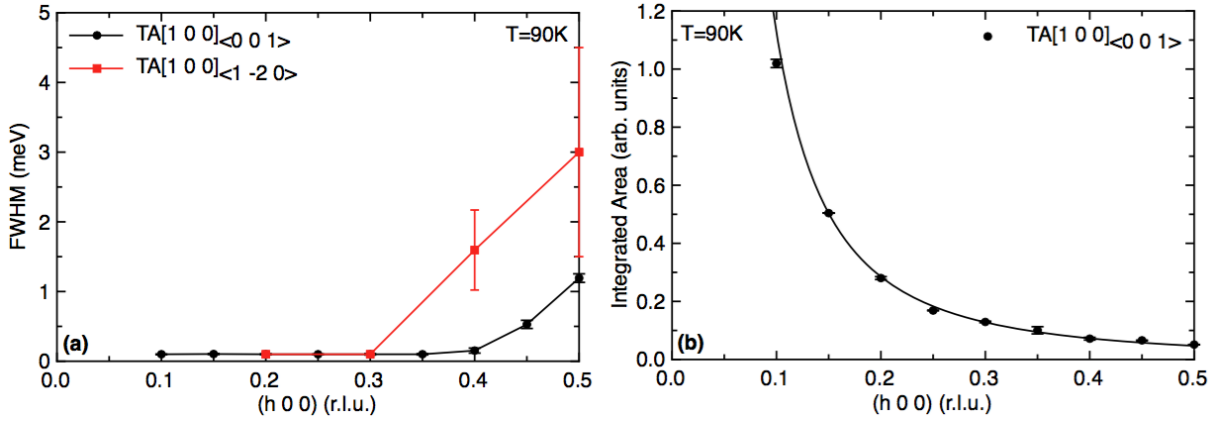 TA[1 0 0]<0 0 1>
T=90K
TA[1 0 0]<1 -2 0>
FWHM (meV)
5
4
3
2
1
0
(a)
0.0 0.1 0.2 0.3 0.4 0.5
(h 0 0) (r.l.u.)
T=90K
TA[1 0 0]<0 0 1>
Integrated Area (arb. units)
1.2
1.0
0.8
0.6
0.4
0.2
0.0
(b)
0.0 0.1 0.2 0.3 0.4 0.5
(h 0 0) (r.l.u.)